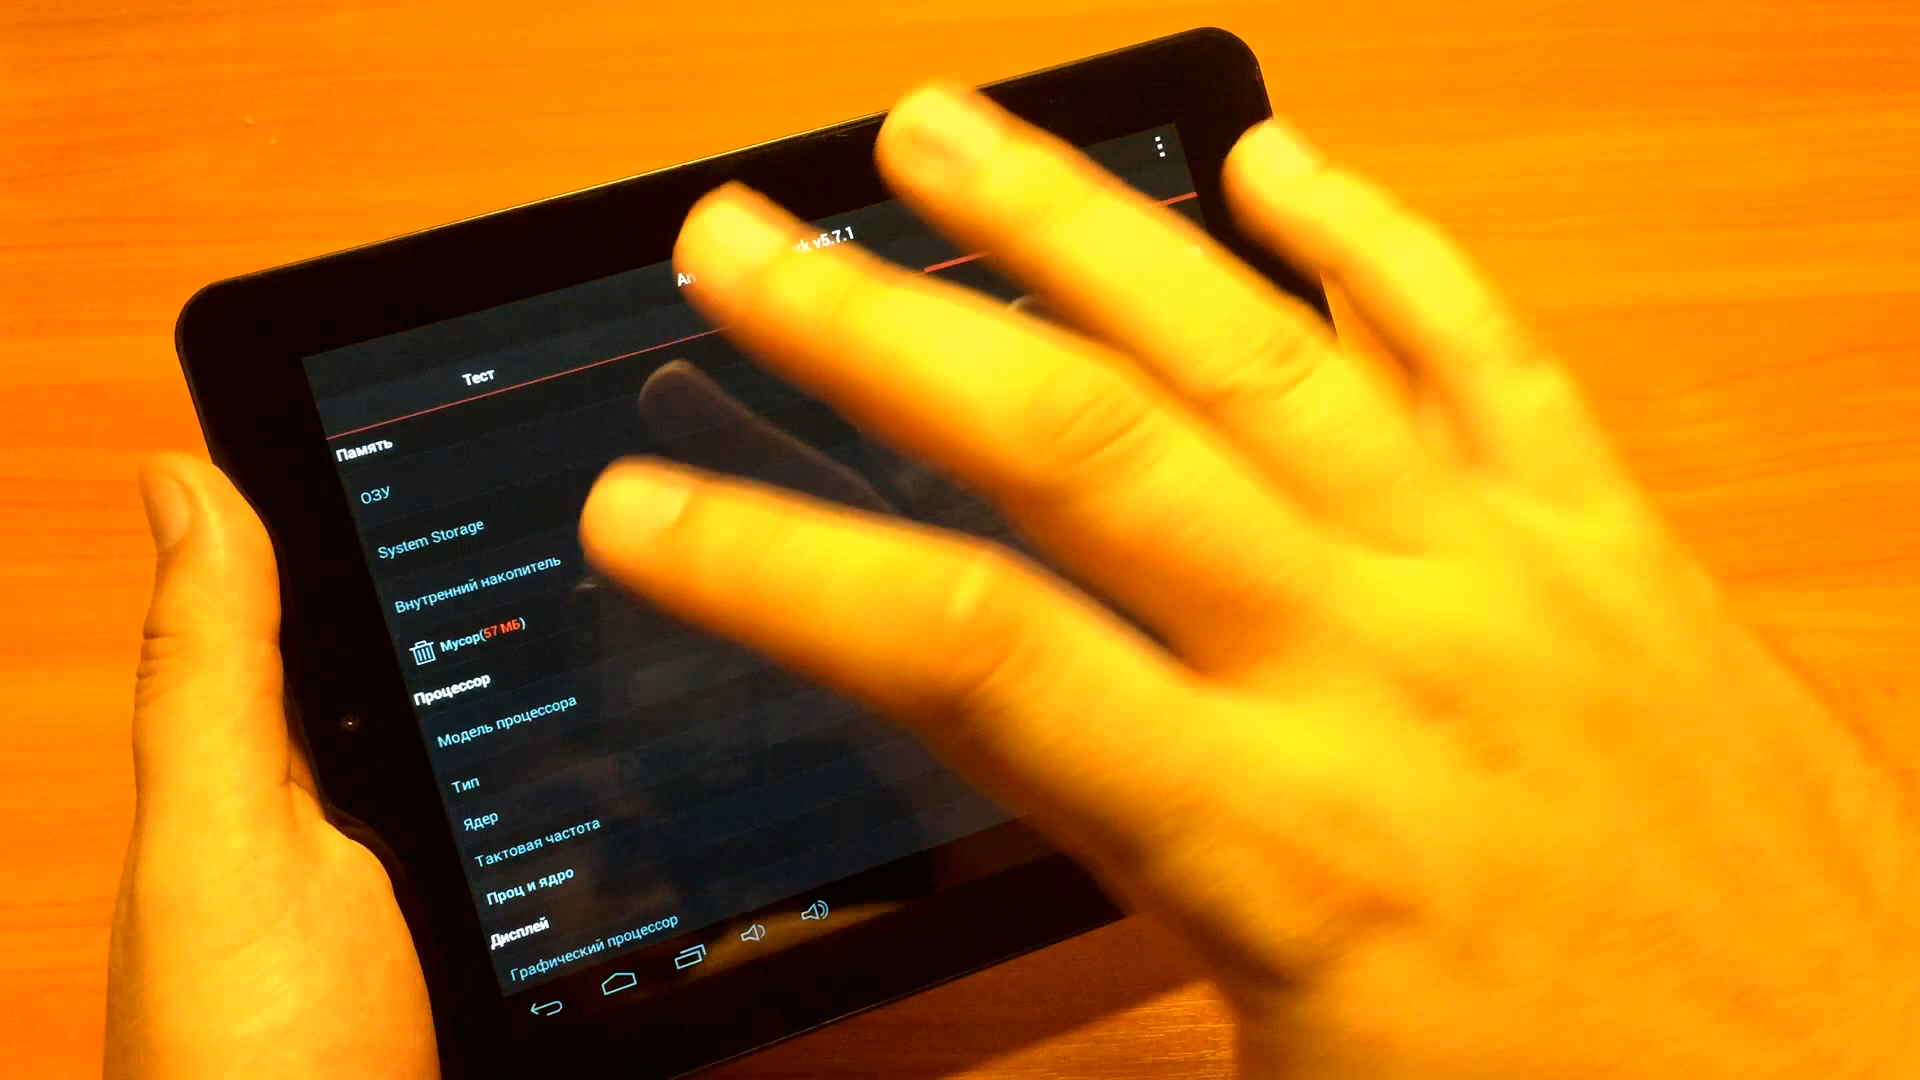 v5.7.1
Тест
Память
ОЗУ
System Storage
Внутренний накопитель
Мусор(57 МБ)
Процессор
Модель процессора
Тип
Ядер
Тактовая частота
Проц и ядро
Дисплей
Графический процессор